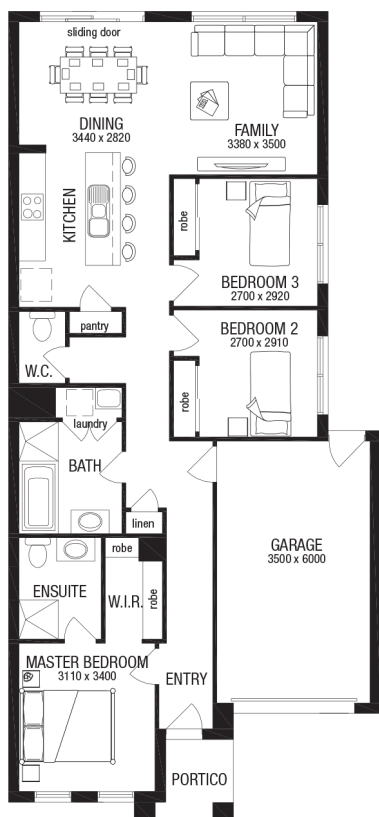 sliding door
DINING
3440 x 2820
FAMILY
3380 x 3500
KITCHEN
robe
BEDROOM 3
2700 x 2920
pantry
BEDROOM 2
2700 x 2910
W.C.
robe
laundry
BATH
linen
GARAGE
3500 x 6000
robe
ENSUITE
W.I.R.
robe
MASTER BEDROOM
3110 x 3400
ENTRY
PORTICO